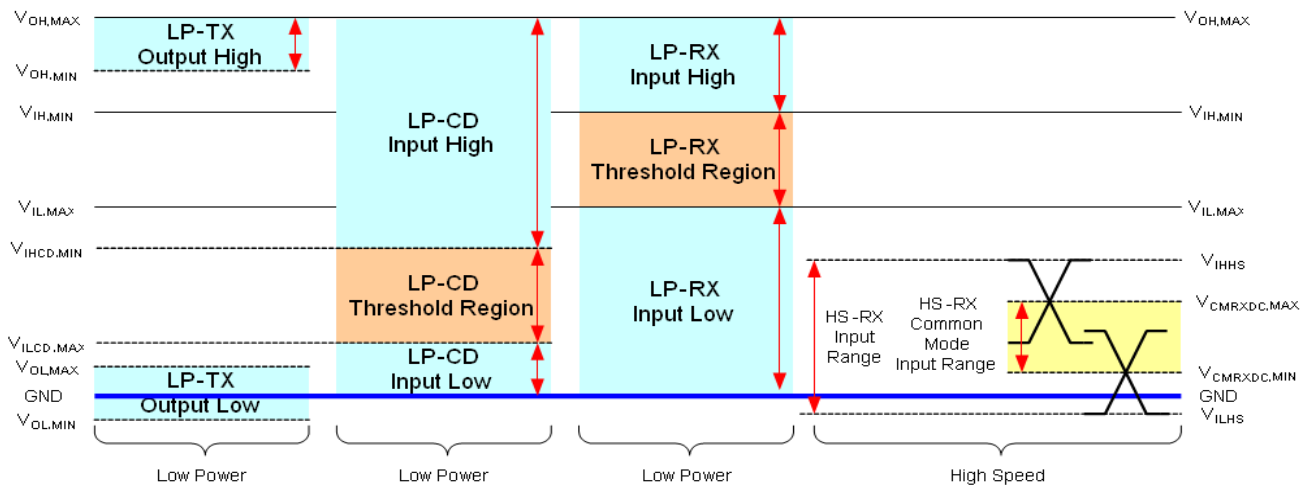 VOH,MAX
LP-TX
Output High
VOH,MIN
VIH,MIN
VIL,MAX
VIHCD,MIN
VILCD,MAX
VOL,MAX
LP-TX
Output Low
GND
VOL,MIN
LP-CD
Input High
LP-CD
Threshold Region
LP-CD
Input Low
LP-RX
Input High
LP-RX
Threshold Region
LP-RX
Input Low
HS-RX
Input
Range
HS-RX
Common
Mode
Input Range
VOH,MAX
VIH,MIN
VIL,MAX
VIHHS
VCMRXDC,MAX
VCMRXDC,MIN
GND
VILHS
Low Power
Low Power
Low Power
High Speed